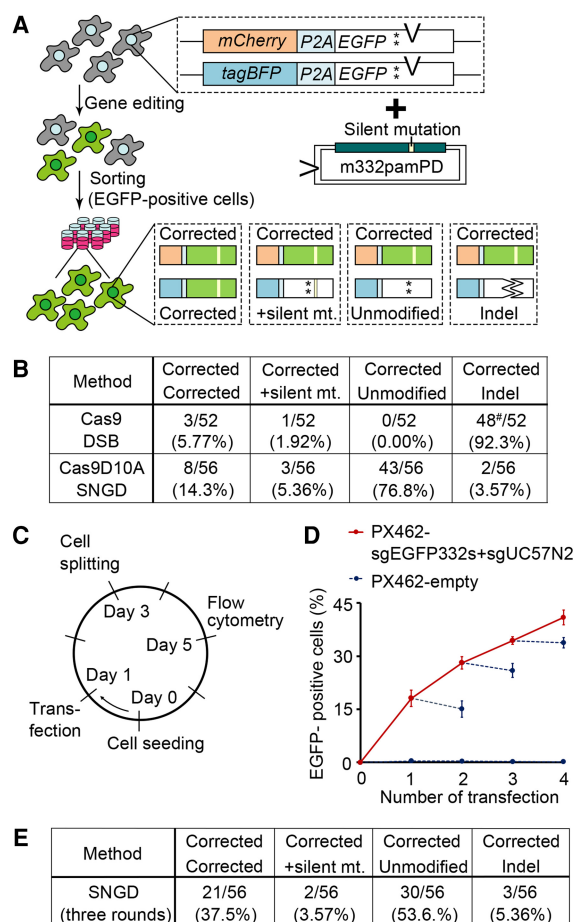 A
mCherry P2A EGFP * *
tagBFP P2A EGFP * *
Gene editing
+
Silent mutation
m332pamPD
Sorting
(EGFP-positive cells)
Corrected Corrected Corrected Corrected
* * * *
Corrected +silent mt. Unmodified Indel
B
Method Corrected Corrected Corrected Corrected
Corrected +silent mt. Unmodified Indel
Cas9 3/52 1/52 0/52 48#/52
DSB (5.77%) (1.92%) (0.00%) (92.3%)
Cas9D10A 8/56 3/56 43/56 2/56
SNGD (14.3%) (5.36%) (76.8%) (3.57%)
C
Cell
splitting
Day 3
Flow
cytometry
Day 5
Day 1
Day 0
Trans-
fection
Cell seeding
D
PX462-
sgEGFP332s+sgUC57N2
PX462-empty
EGFP- positive cells (%)
45
30
15
0
0 1 2 3 4
Number of transfection
E
Method Corrected Corrected Corrected Corrected
Corrected +silent mt. Unmodified Indel
SNGD 21/56 2/56 30/56 3/56
(three rounds) (37.5%) (3.57%) (53.6.%) (5.36%)